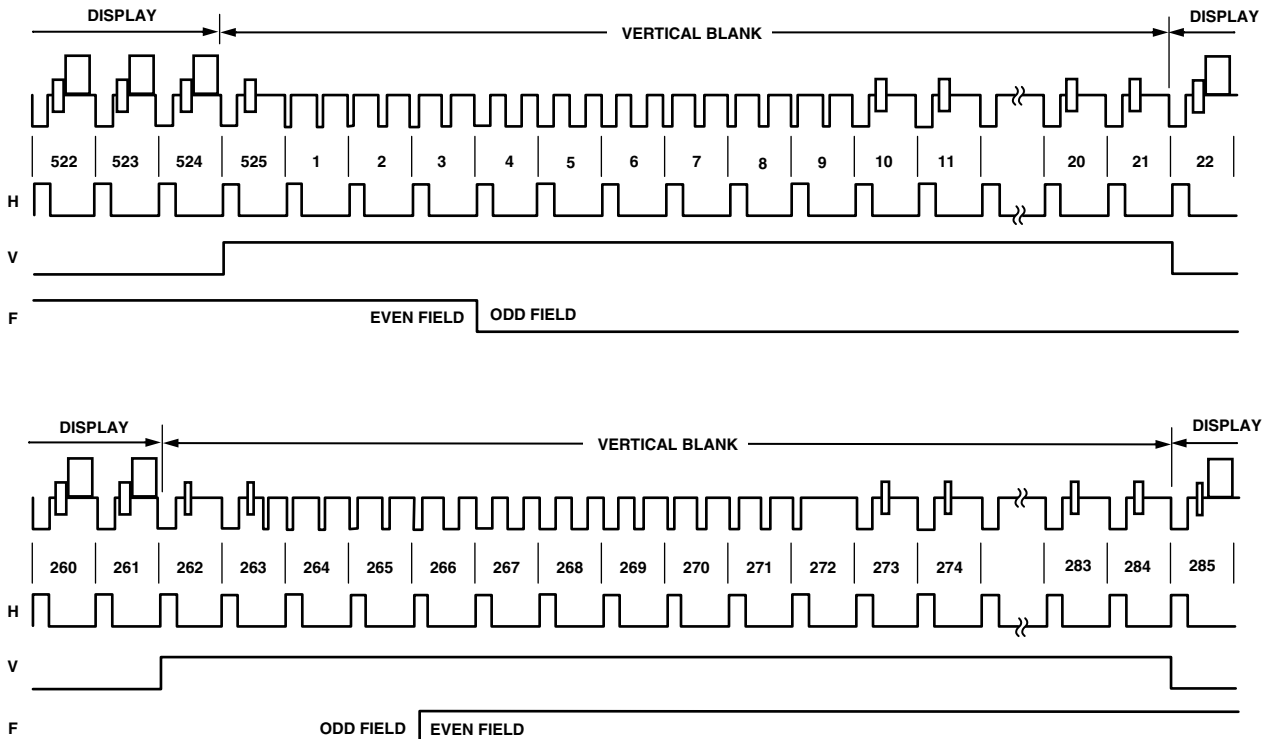 DISPLAY VERTICAL BLANK DISPLAY
522 523 524 525 1 2 3 4 5 6 7 8 9 10 11 20 21 22
H
V
F EVEN FIELD ODD FIELD
DISPLAY VERTICAL BLANK DISPLAY
260 261 262 263 264 265 266 267 268 269 270 271 272 273 274 283 284 285
H
V
F ODD FIELD EVEN FIELD